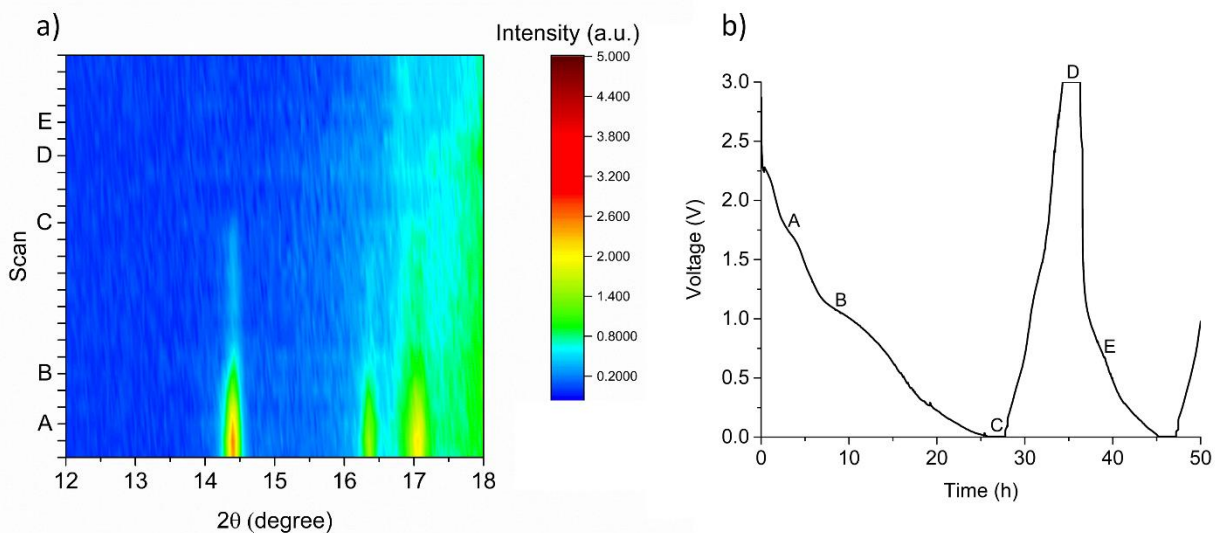 a)
Intensity (a.u.)
5.000
4.400
3.800
3.200
2.600
2.000
1.400
0.8000
0.2000
Scan
E
D
C
B
A
12 13 14 15 16 17 18
2θ (degree)
b)
Voltage (V)
3.0
2.5
2.0
1.5
1.0
0.5
0.0
A
B
C
D
E
0 10 20 30 40 50
Time (h)